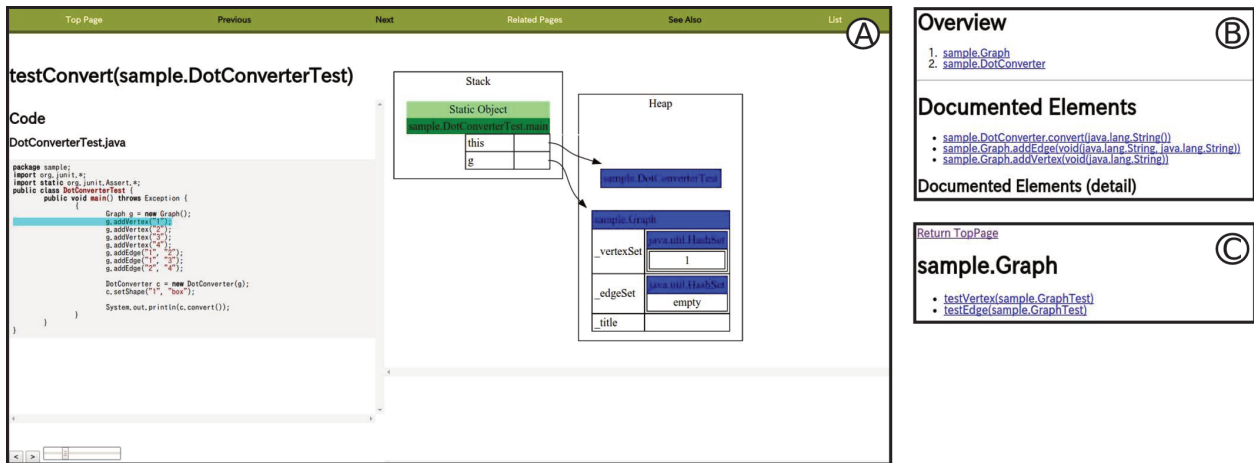 Top Page Previous Next Related Pages See Also List
A
testConvert(sample.DotConverterTest)
Code
DotConverterTest.java
package sample;
import org.junit.*;
import static org.junit.Assert.*;
public class DotConverterTest {
public void main() throws Exception {
{
Graph g = new Graph();
g.addVertex("1");
g.addVertex("2");
g.addVertex("3");
g.addVertex("4");
g.addEdge("1", "2");
g.addEdge("1", "3");
g.addEdge("2", "4");
DotConverter c = new DotConverter(g);
c.setShape("1", "box");
System.out.println(c.convert());
}
}
}
< >
Stack
Static Object
sample.DotConverterTest.main
this
g
Heap
sample.DotConverterTest
sample.Graph
_vertexSet
java.util.HashSet
1
_edgeSet
java.util.HashSet
empty
_title
B
Overview
1. sample.Graph
2. sample.DotConverter
Documented Elements
• sample.DotConverter.convert(java.lang.String())
• sample.Graph.addEdge(void(java.lang.String, java.lang.String))
• sample.Graph.addVertex(void(java.lang.String))
Documented Elements (detail)
C
Return TopPage
sample.Graph
• testVertex(sample.GraphTest)
• testEdge(sample.GraphTest)